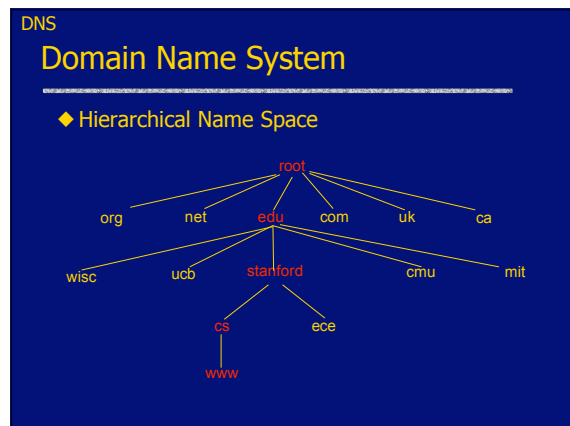 DNS
Domain Name System
◆ Hierarchical Name Space
root
org net edu com uk ca
wisc ucb stanford cmu mit
cs ece
www